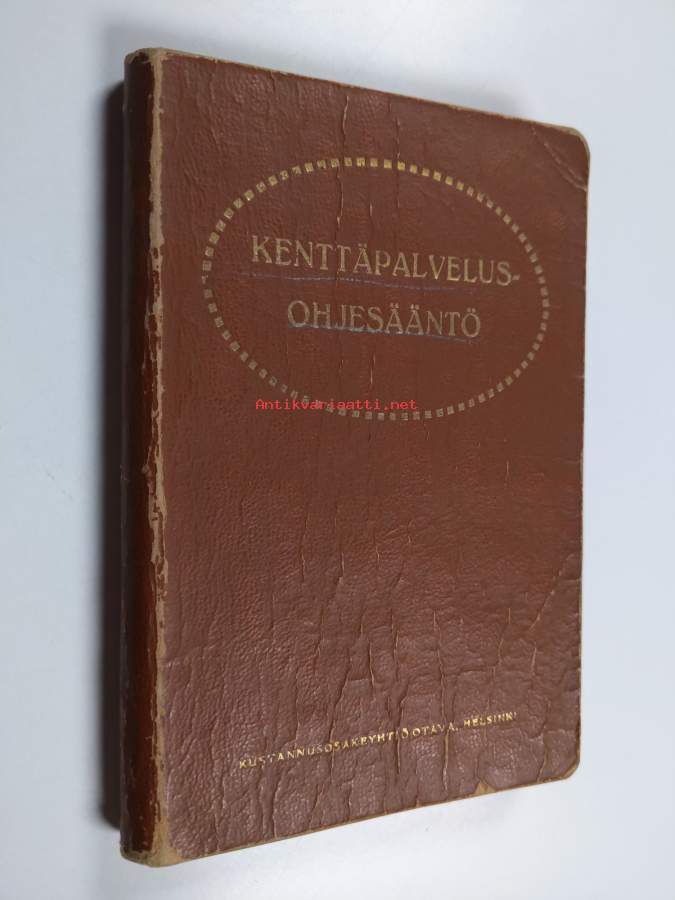 KENTTÄPALVELUS-
OHJESÄÄNTÖ
Antikvariaatti.net
KUSTANNUSOSAKEYHTIÖ OTAVA, HELSINKI